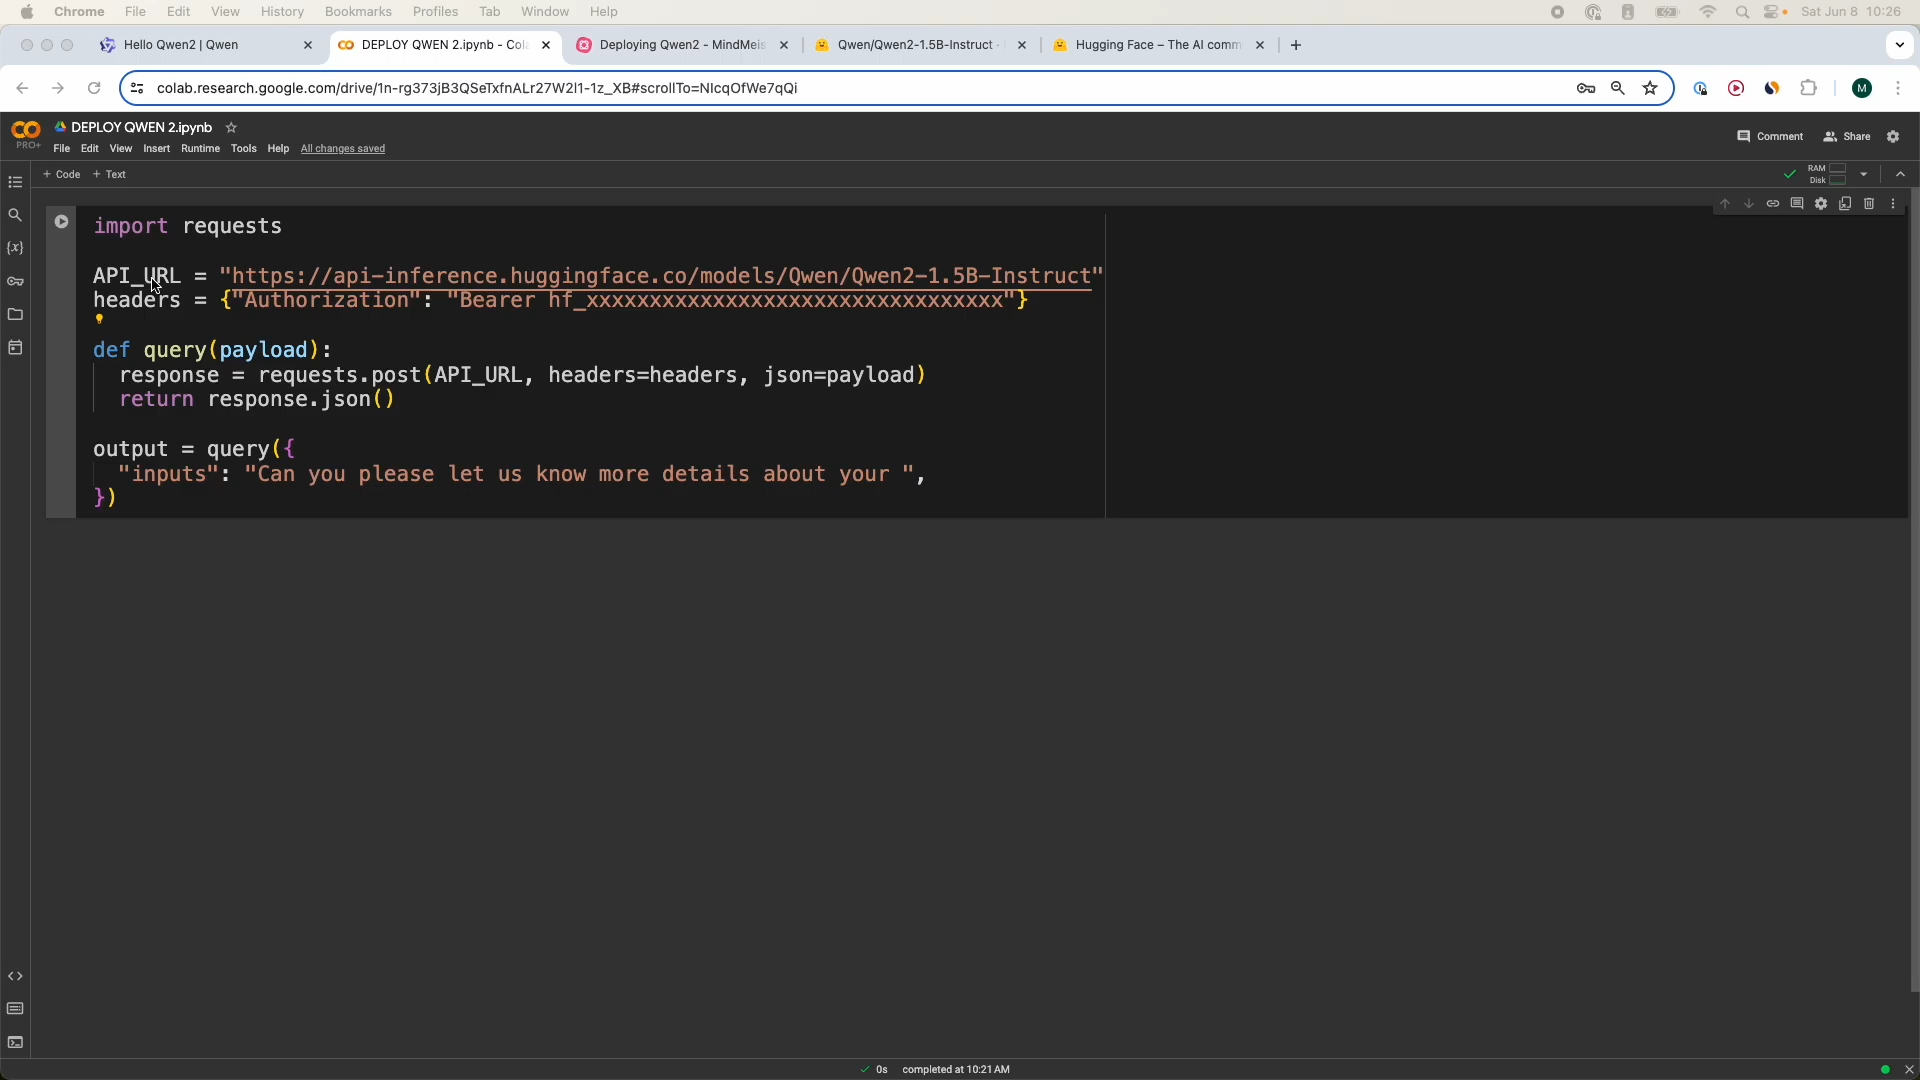 Chrome File Edit View History Bookmarks Profiles Tab Window Help Sat Jun 8 10:26
Hello Qwen2 | Qwen DEPLOY QWEN 2.ipynb - Col Deploying Qwen2 - MindMeis Qwen/Qwen2-1.5B-Instruct - Hugging Face – The AI comm
colab.research.google.com/drive/1n-rg373jB3QSeTxfnALr27W2l1-1z_XB#scrollTo=NlcqOfWe7qQi M
CO DEPLOY QWEN 2.ipynb Comment Share
PRO+ File Edit View Insert Runtime Tools Help All changes saved
+ Code + Text RAM
Disk
import requests
API_URL = "https://api-inference.huggingface.co/models/Qwen/Qwen2-1.5B-Instruct"
headers = {"Authorization": "Bearer hf_xxxxxxxxxxxxxxxxxxxxxxxxxxxxxxxxx"}
def query(payload):
response = requests.post(API_URL, headers=headers, json=payload)
return response.json()
output = query({
"inputs": "Can you please let us know more details about your ",
})
0s completed at 10:21 AM